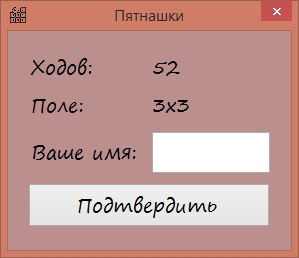 Пятнашки
Ходов: 52
Поле: 3x3
Ваше имя:
Подтвердить